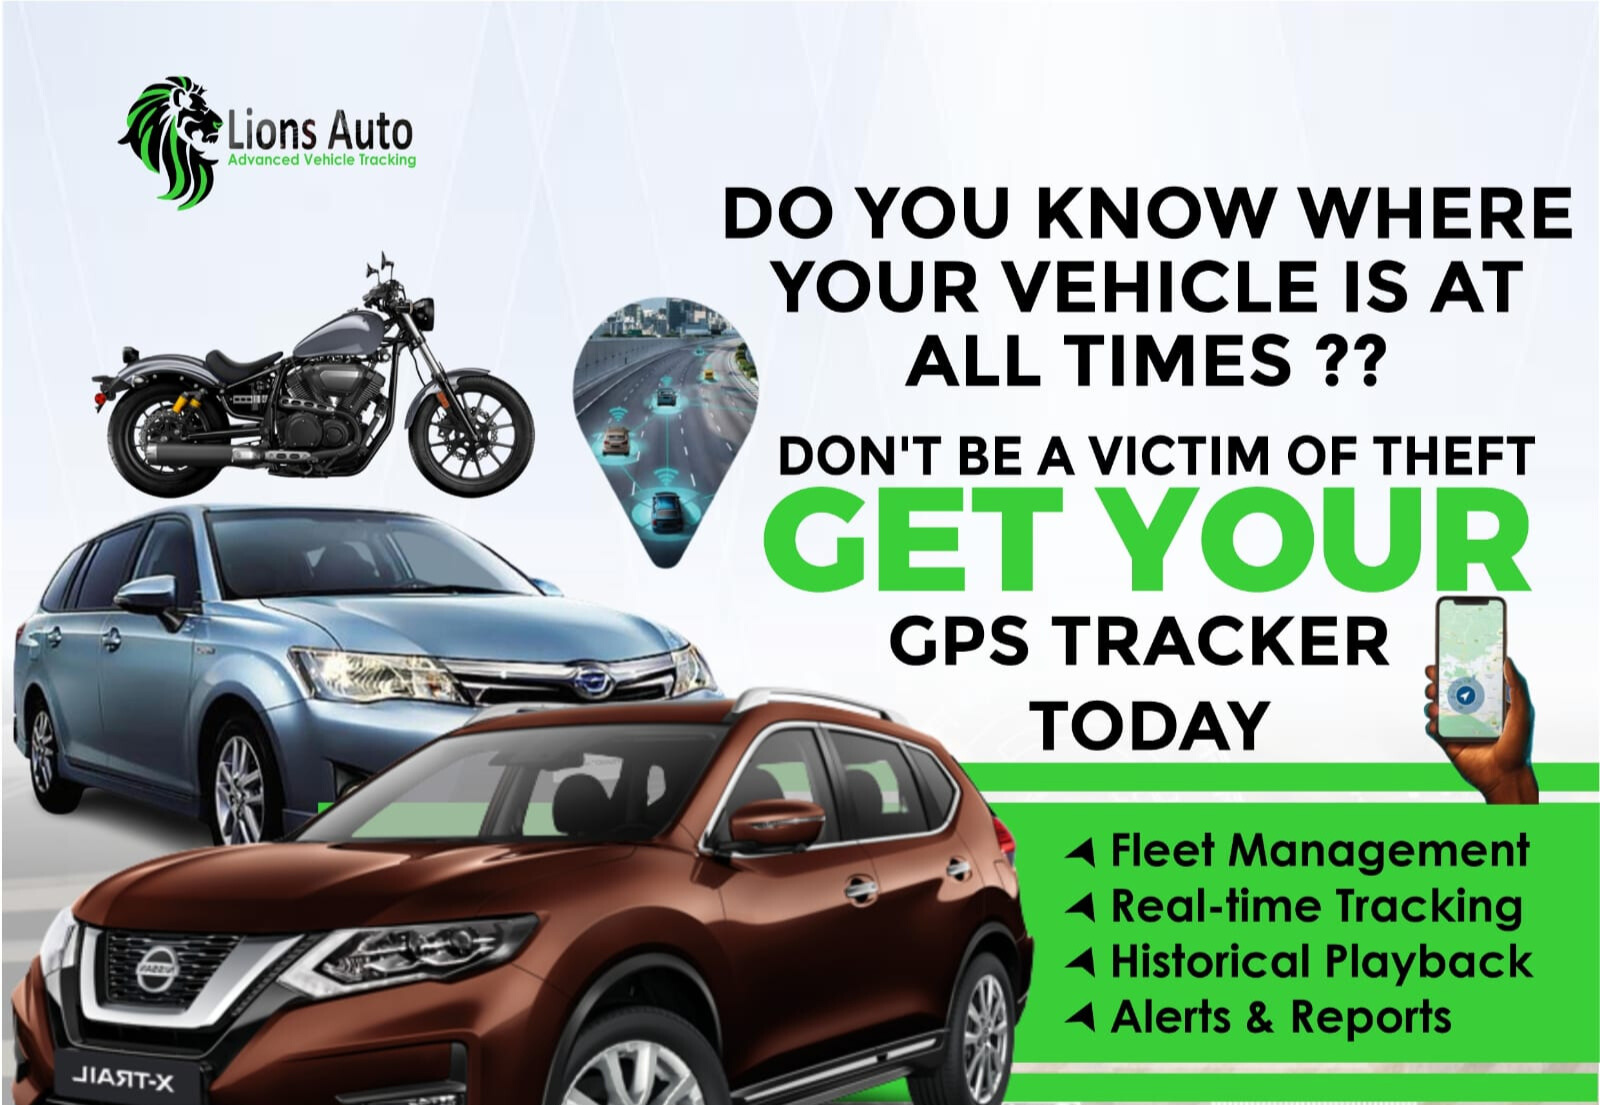 Lions Auto
Advanced Vehicle Tracking
DO YOU KNOW WHERE
YOUR VEHICLE IS AT
ALL TIMES ??
DON'T BE A VICTIM OF THEFT
GET YOUR
GPS TRACKER
TODAY
Fleet Management
Real-time Tracking
Historical Playback
Alerts & Reports
NISSAN
X-TRAIL